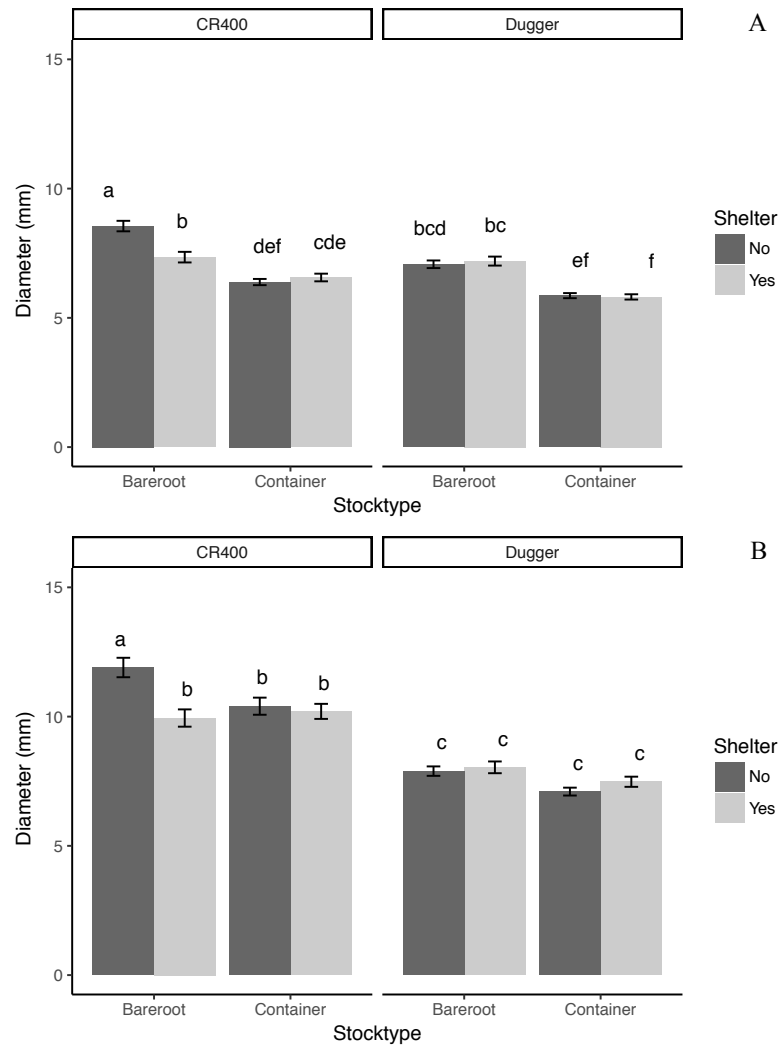 CR400 Dugger A
15
10
5
0
Diameter (mm)
a
b
def
cde
bcd
bc
ef
f
Shelter
No
Yes
Bareroot Container Bareroot Container
Stocktype
CR400 Dugger B
15
10
5
0
Diameter (mm)
a
b
b
b
c
c
c
c
Shelter
No
Yes
Bareroot Container Bareroot Container
Stocktype